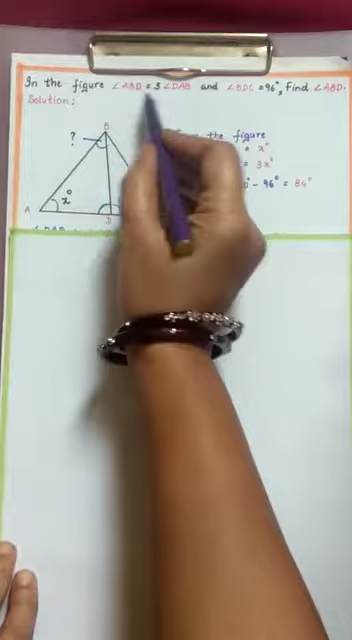 In the figure ∠ABD = 3 ∠DAB and ∠BDC = 96°, Find ∠ABD.
Solution:
B
? the figure
= x°
= 3x°
x°
- 96° = 84°
A
D